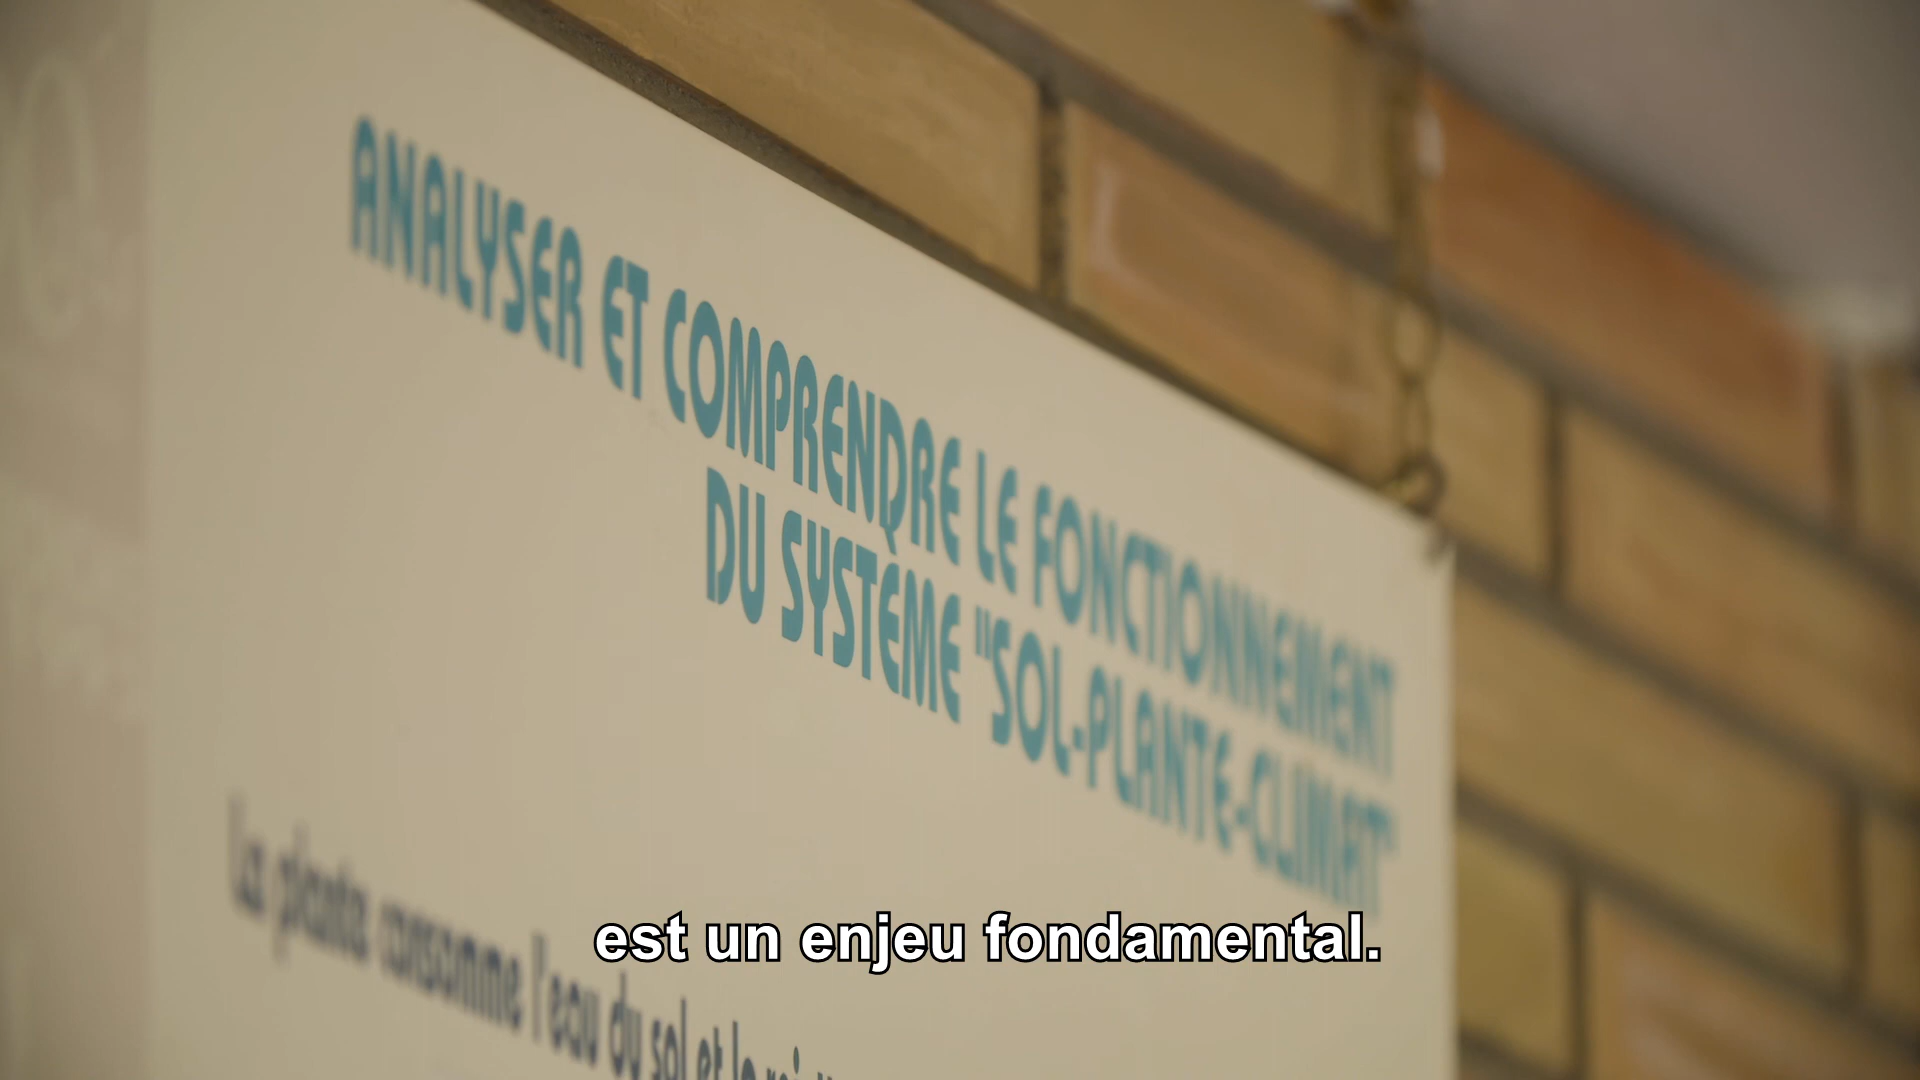 ANALYSER ET COMPRENDRE LE FONCTIONNEMENT
DU SYSTÈME "SOL-PLANTE-CLIMAT"
La plante consomme l'eau du sol et la
est un enjeu fondamental.